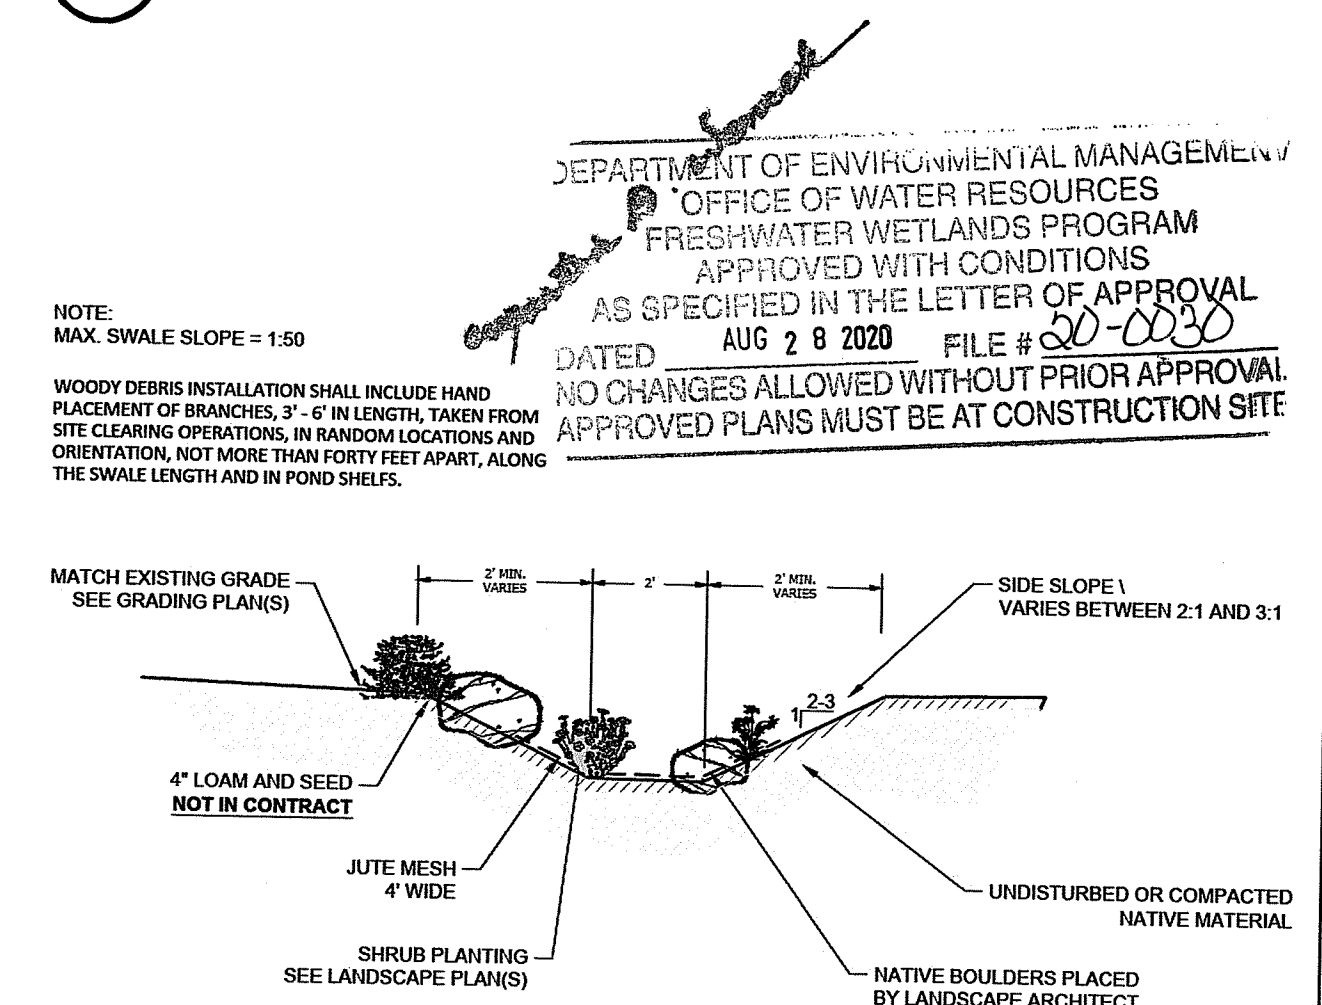 DEPARTMENT OF ENVIRONMENTAL MANAGEMENT
OFFICE OF WATER RESOURCES
FRESHWATER WETLANDS PROGRAM
APPROVED WITH CONDITIONS
AS SPECIFIED IN THE LETTER OF APPROVAL
DATED AUG 28 2020 FILE # 20-0030
NO CHANGES ALLOWED WITHOUT PRIOR APPROVAL.
APPROVED PLANS MUST BE AT CONSTRUCTION SITE
NOTE:
MAX. SWALE SLOPE = 1:50
WOODY DEBRIS INSTALLATION SHALL INCLUDE HAND
PLACEMENT OF BRANCHES, 3' - 6' IN LENGTH, TAKEN FROM
SITE CLEARING OPERATIONS, IN RANDOM LOCATIONS AND
ORIENTATION, NOT MORE THAN FORTY FEET APART, ALONG
THE SWALE LENGTH AND IN POND SHELFS.
MATCH EXISTING GRADE
SEE GRADING PLAN(S)
2' MIN.
VARIES
2'
2' MIN.
VARIES
SIDE SLOPE \
VARIES BETWEEN 2:1 AND 3:1
2-3
1
4" LOAM AND SEED
NOT IN CONTRACT
JUTE MESH
4' WIDE
UNDISTURBED OR COMPACTED
NATIVE MATERIAL
SHRUB PLANTING
SEE LANDSCAPE PLAN(S)
NATIVE BOULDERS PLACED
BY LANDSCAPE ARCHITECT